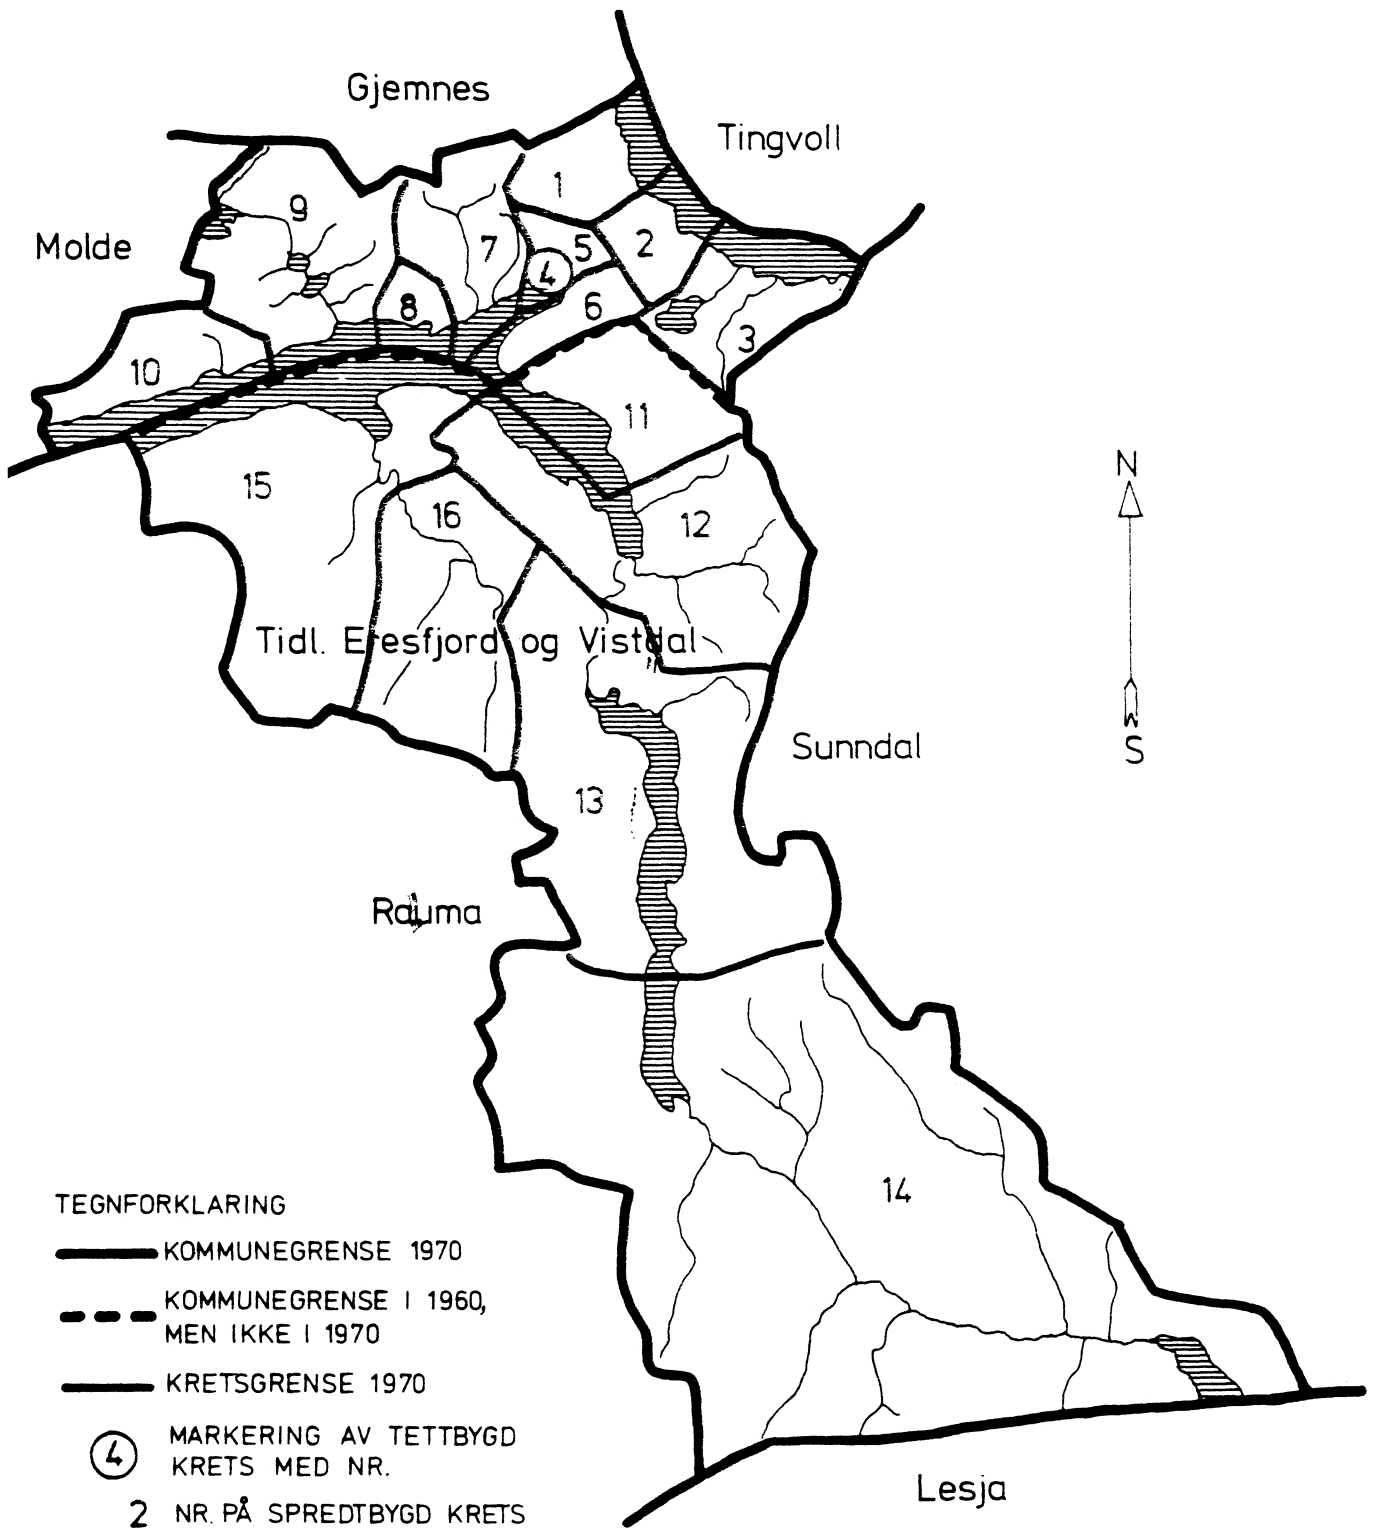 Gjemnes
Tingvoll
Molde
1
2
3
4
5
6
7
8
9
10
11
12
15
16
N
S
Tidl. Eresfjord og Vistdal
Sunndal
13
Rauma
14
Lesja
TEGNFORKLARING
KOMMUNEGRENSE 1970
KOMMUNEGRENSE I 1960,
MEN IKKE I 1970
KRETSGRENSE 1970
4 MARKERING AV TETTBYGD
KRETS MED NR.
2 NR. PÅ SPREDTBYGD KRETS